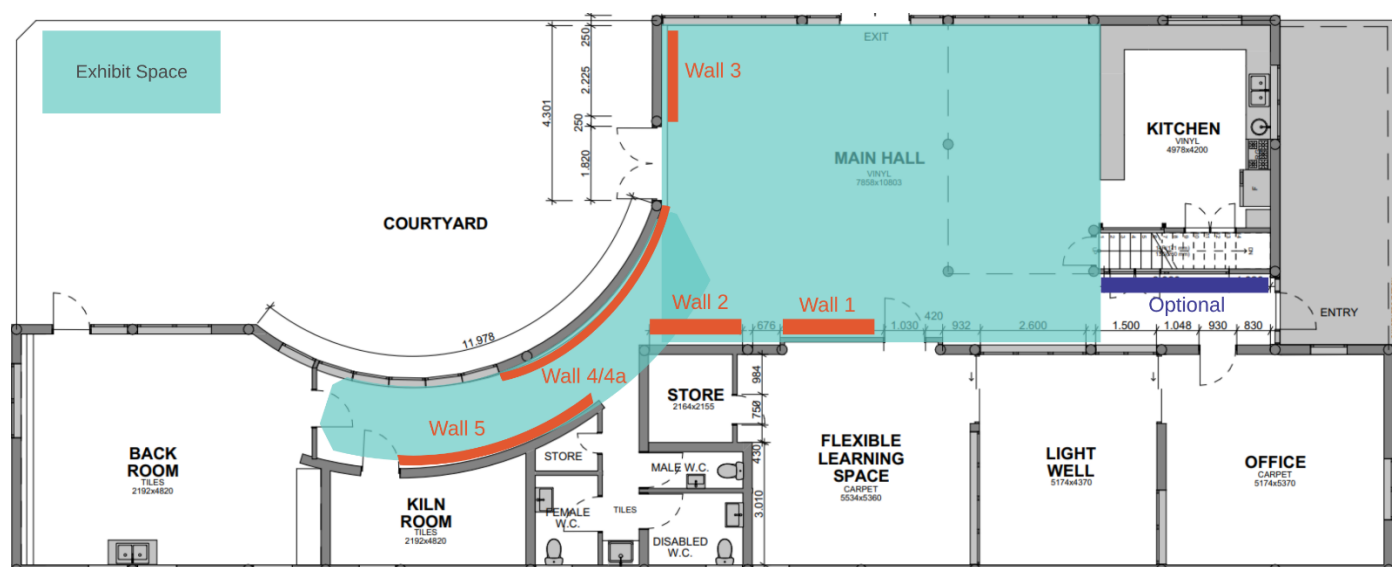 EXIT
Exhibit Space
250
2.225
4.301
250
1.820
Wall 3
MAIN HALL
VINYL
7858x10803
KITCHEN
VINYL
4978x4200
F
COURTYARD
11.978
Wall 2
Wall 1
Optional
ENTRY
676
1.030
420
932
2.600
1.500
1.048
930
830
Wall 4/4a
Wall 5
STORE
2164x2155
984
750
430
3.010
BACK
ROOM
TILES
2192x4820
KILN
ROOM
TILES
2192x4820
STORE
FEMALE
W.C.
TILES
MALE W.C.
DISABLED
W.C.
FLEXIBLE
LEARNING
SPACE
CARPET
5534x5360
LIGHT
WELL
5174x4370
OFFICE
CARPET
5174x5370